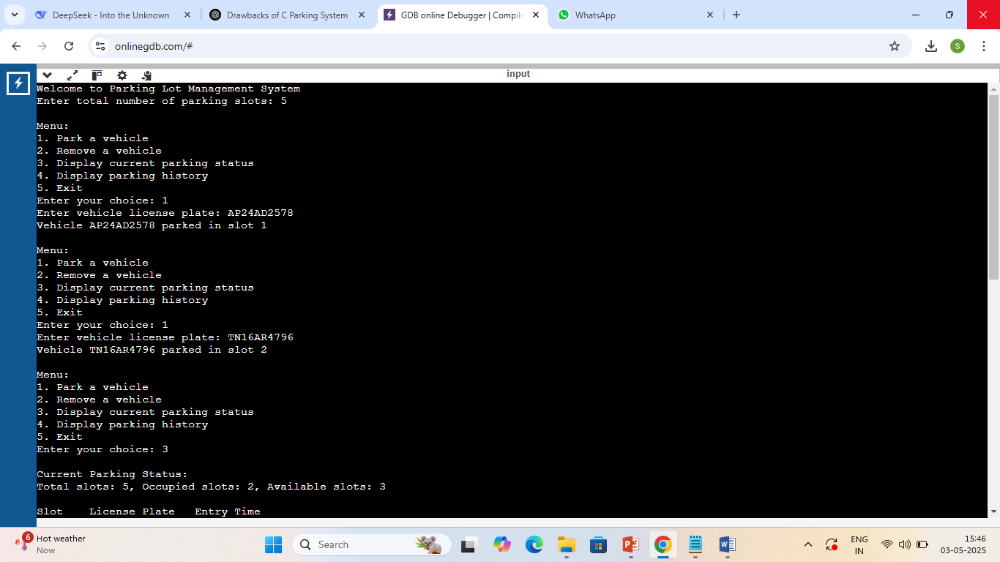 DeepSeek - Into the Unknown
Drawbacks of C Parking System
GDB online Debugger | Compile
WhatsApp
onlinegdb.com/#
S
input
Welcome to Parking Lot Management System
Enter total number of parking slots: 5
Menu:
1. Park a vehicle
2. Remove a vehicle
3. Display current parking status
4. Display parking history
5. Exit
Enter your choice: 1
Enter vehicle license plate: AP24AD2578
Vehicle AP24AD2578 parked in slot 1
Menu:
1. Park a vehicle
2. Remove a vehicle
3. Display current parking status
4. Display parking history
5. Exit
Enter your choice: 1
Enter vehicle license plate: TN16AR4796
Vehicle TN16AR4796 parked in slot 2
Menu:
1. Park a vehicle
2. Remove a vehicle
3. Display current parking status
4. Display parking history
5. Exit
Enter your choice: 3
Current Parking Status:
Total slots: 5, Occupied slots: 2, Available slots: 3
Slot License Plate Entry Time
6
Hot weather
Now
Search
ENG
IN
15:46
03-05-2025